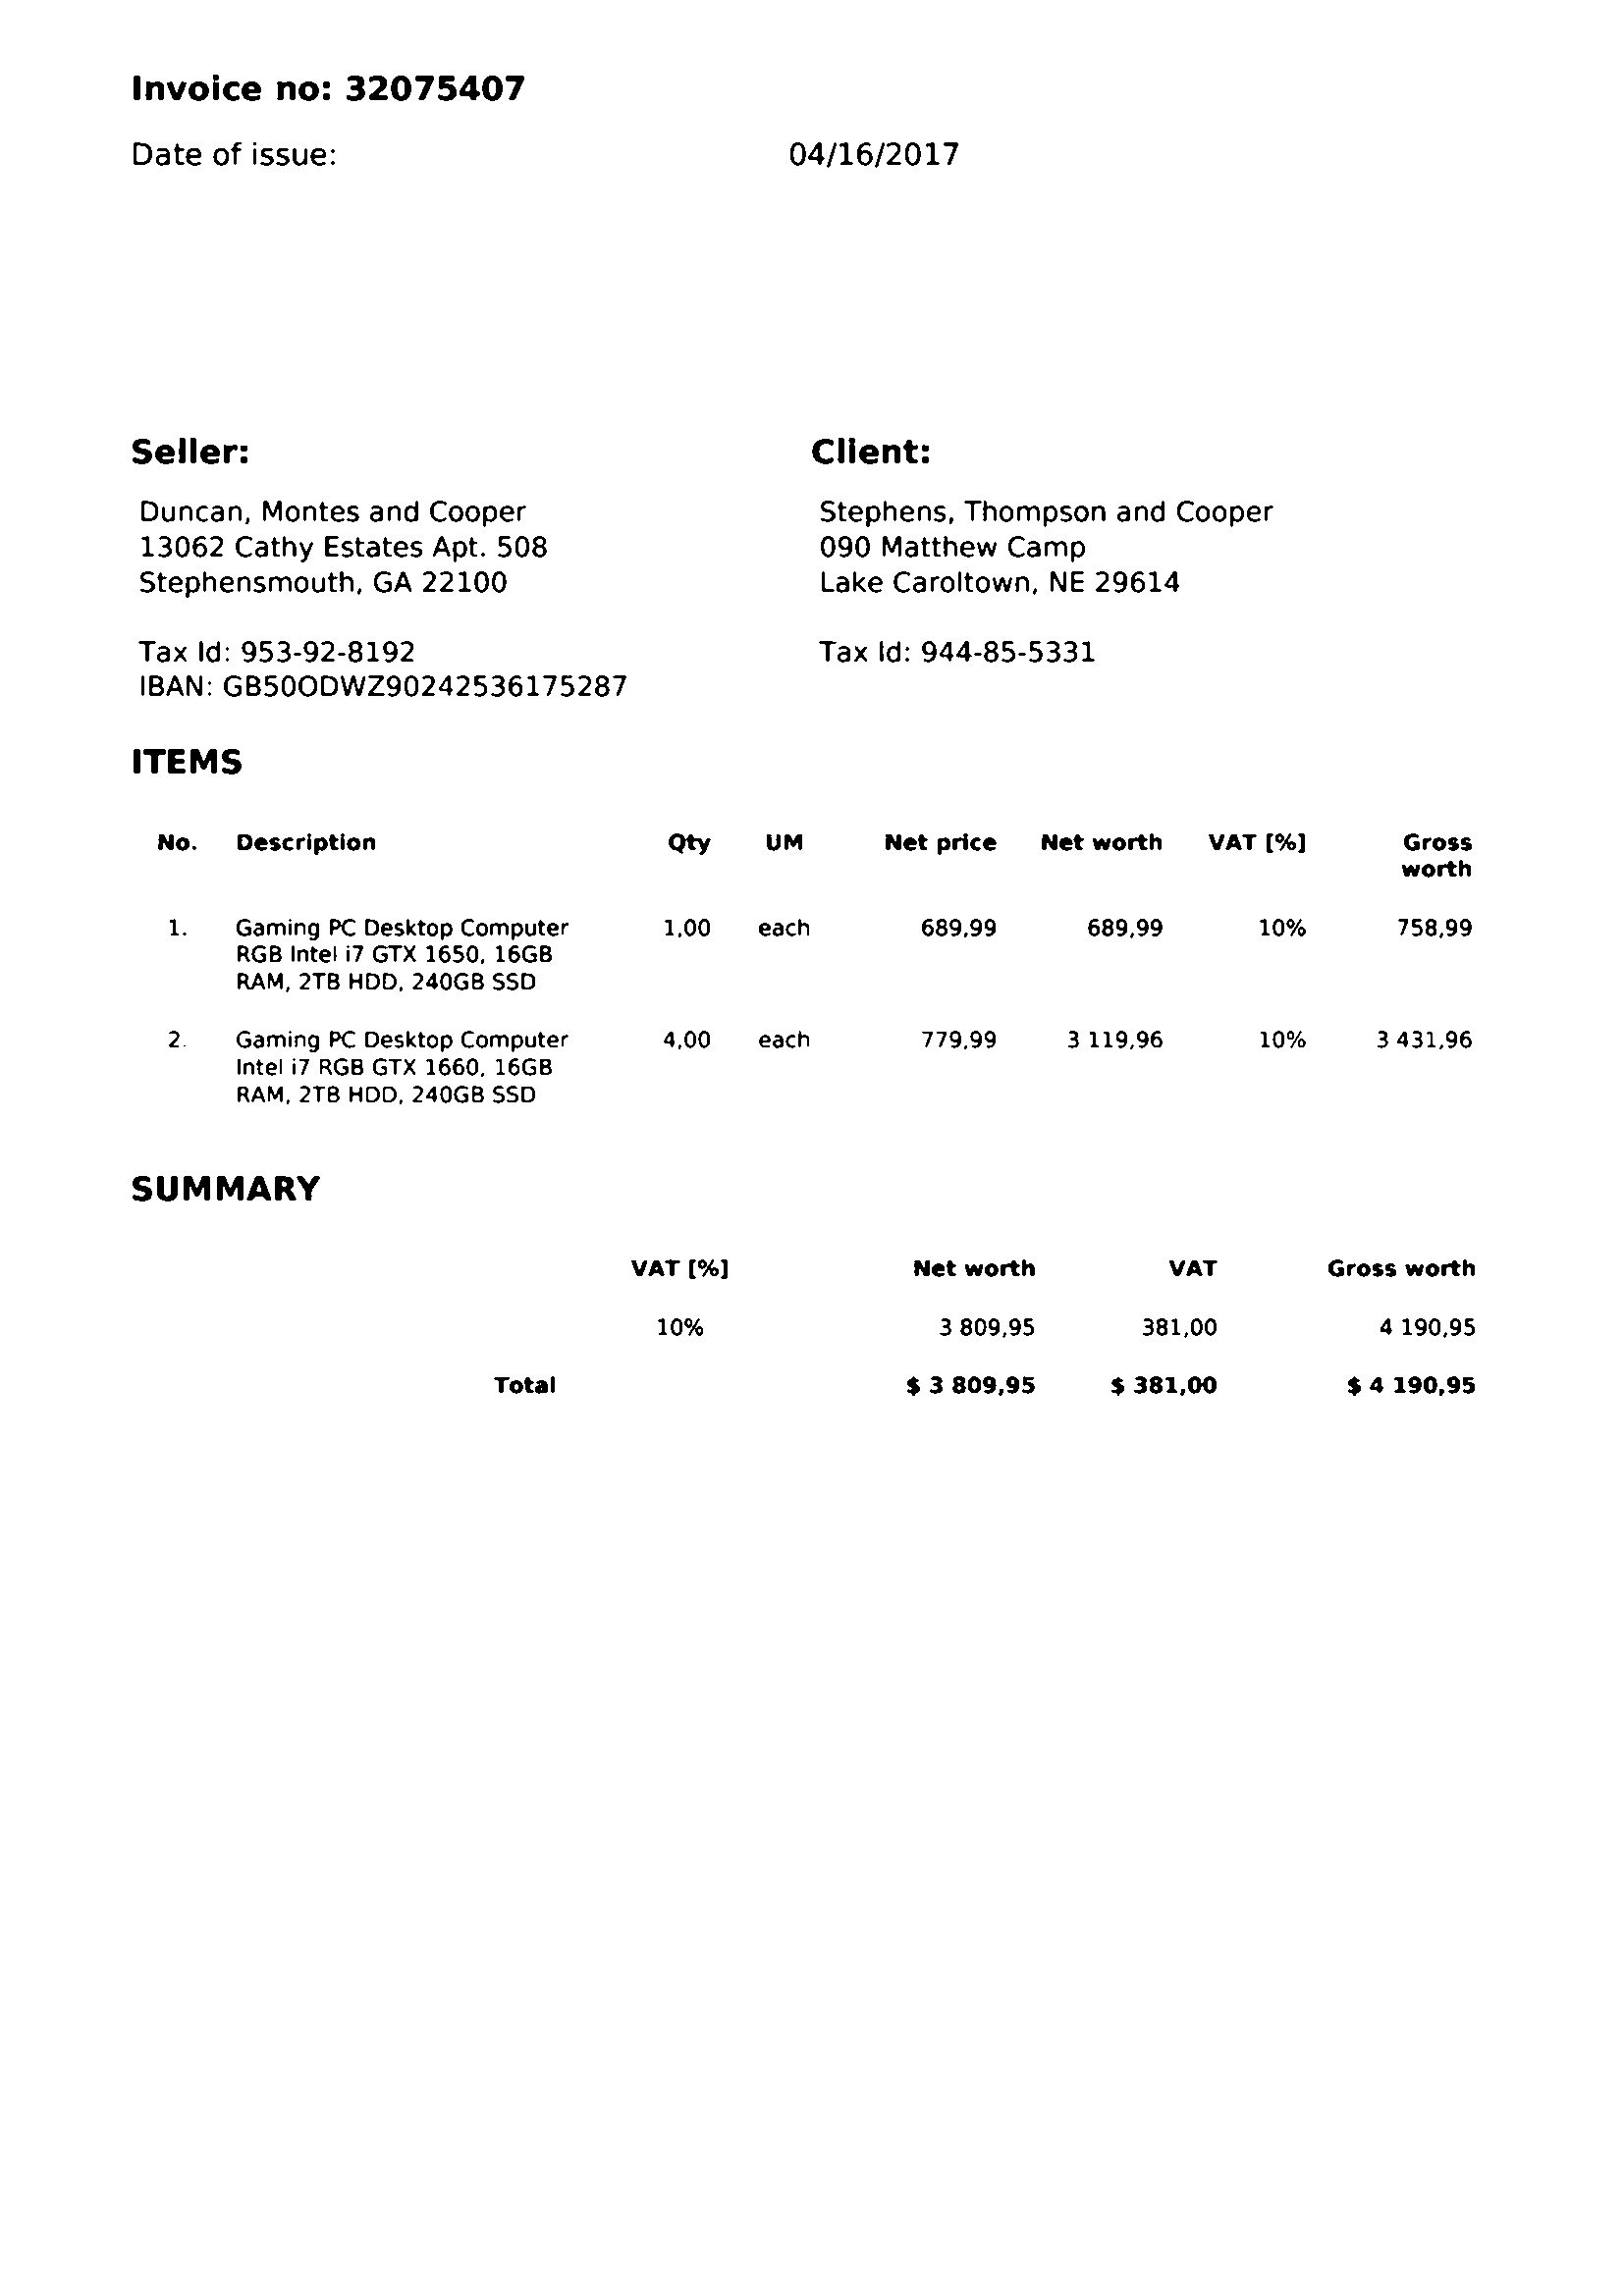 Invoice no: 32075407
Date of issue: 04/16/2017
Seller:
Duncan, Montes and Cooper
13062 Cathy Estates Apt. 508
Stephensmouth, GA 22100
Tax Id: 953-92-8192
IBAN: GB50ODWZ90242536175287
Client:
Stephens, Thompson and Cooper
090 Matthew Camp
Lake Caroltown, NE 29614
Tax Id: 944-85-5331
ITEMS
No. Description Qty UM Net price Net worth VAT [%] Gross
worth
1. Gaming PC Desktop Computer 1,00 each 689,99 689,99 10% 758,99
RGB Intel i7 GTX 1650, 16GB
RAM, 2TB HDD, 240GB SSD
2. Gaming PC Desktop Computer 4,00 each 779,99 3 119,96 10% 3 431,96
Intel i7 RGB GTX 1660, 16GB
RAM, 2TB HDD, 240GB SSD
SUMMARY
VAT [%] Net worth VAT Gross worth
10% 3 809,95 381,00 4 190,95
Total $ 3 809,95 $ 381,00 $ 4 190,95